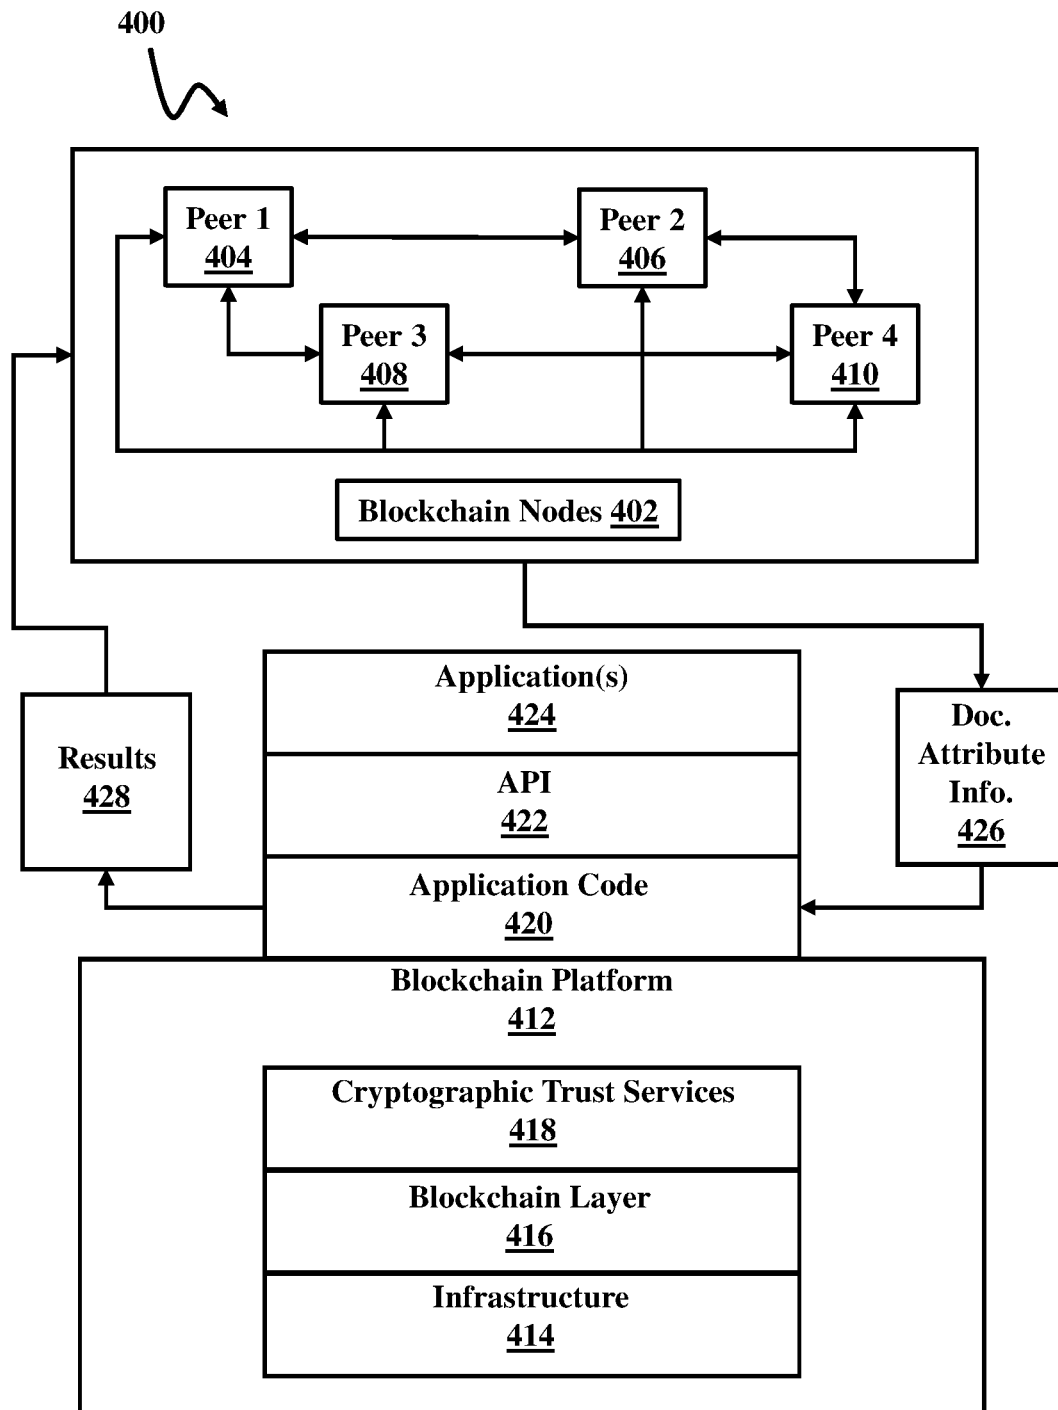 400
Peer 1
404
Peer 2
406
Peer 3
408
Peer 4
410
Blockchain Nodes 402
Application(s)
424
Doc.
Attribute
Info.
426
Results
428
API
422
Application Code
420
Blockchain Platform
412
Cryptographic Trust Services
418
Blockchain Layer
416
Infrastructure
414